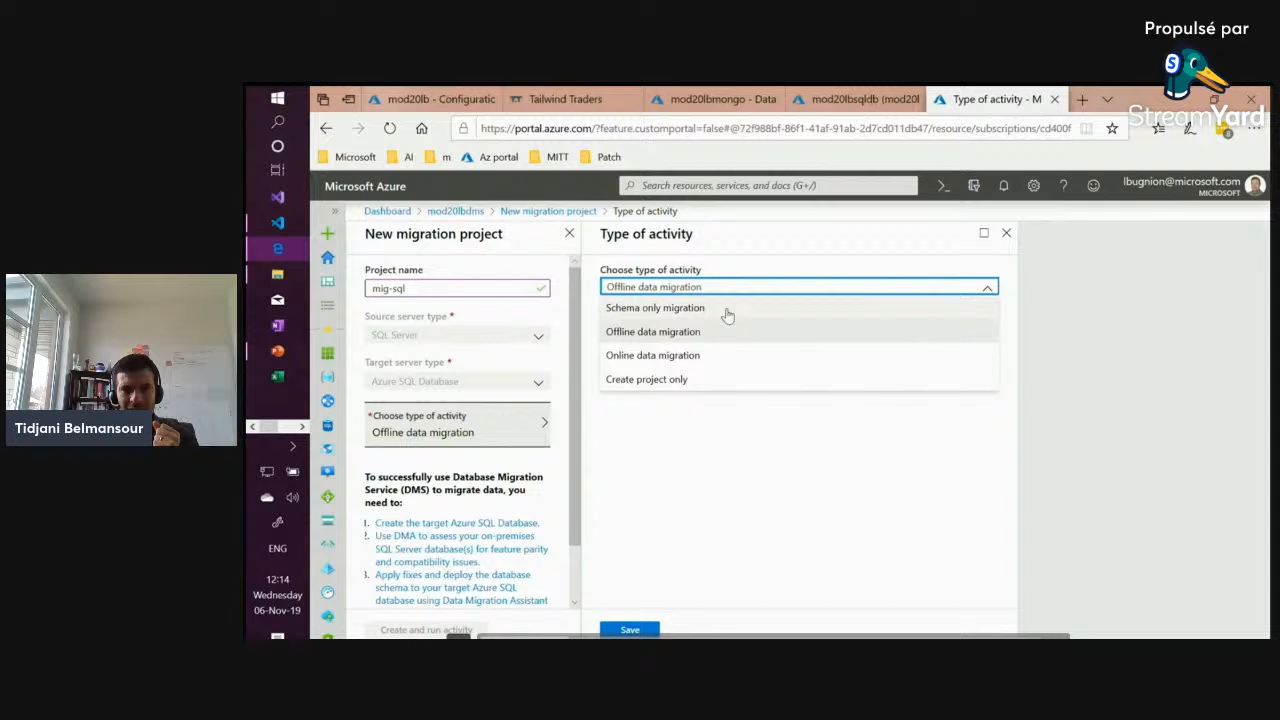 Propulsé par
StreamYard
mod20lb - Configuratic
Tailwind Traders
mod20lbmongo - Data
mod20lbsqldb (mod20l
Type of activity - M
https://portal.azure.com/?feature.customportal=false#@72f988bf-86f1-41af-91ab-2d7cd011db47/resource/subscriptions/cd400f
Microsoft
AI
m
Az portal
MITT
Patch
Microsoft Azure
Search resources, services, and docs (G+/)
lbugnion@microsoft.com
MICROSOFT
Dashboard > mod20lbdms > New migration project > Type of activity
New migration project
Project name
mig-sql
Source server type *
SQL Server
Target server type *
Azure SQL Database
*Choose type of activity
Offline data migration
To successfully use Database Migration
Service (DMS) to migrate data, you
need to:
Create the target Azure SQL Database.
Use DMA to assess your on-premises
SQL Server database(s) for feature parity
and compatibility issues.
Apply fixes and deploy the database
schema to your target Azure SQL
database using Data Migration Assistant
Create and run activity
Type of activity
Choose type of activity
Offline data migration
Schema only migration
Offline data migration
Online data migration
Create project only
Save
Tidjani Belmansour
ENG
12:14
Wednesday
06-Nov-19